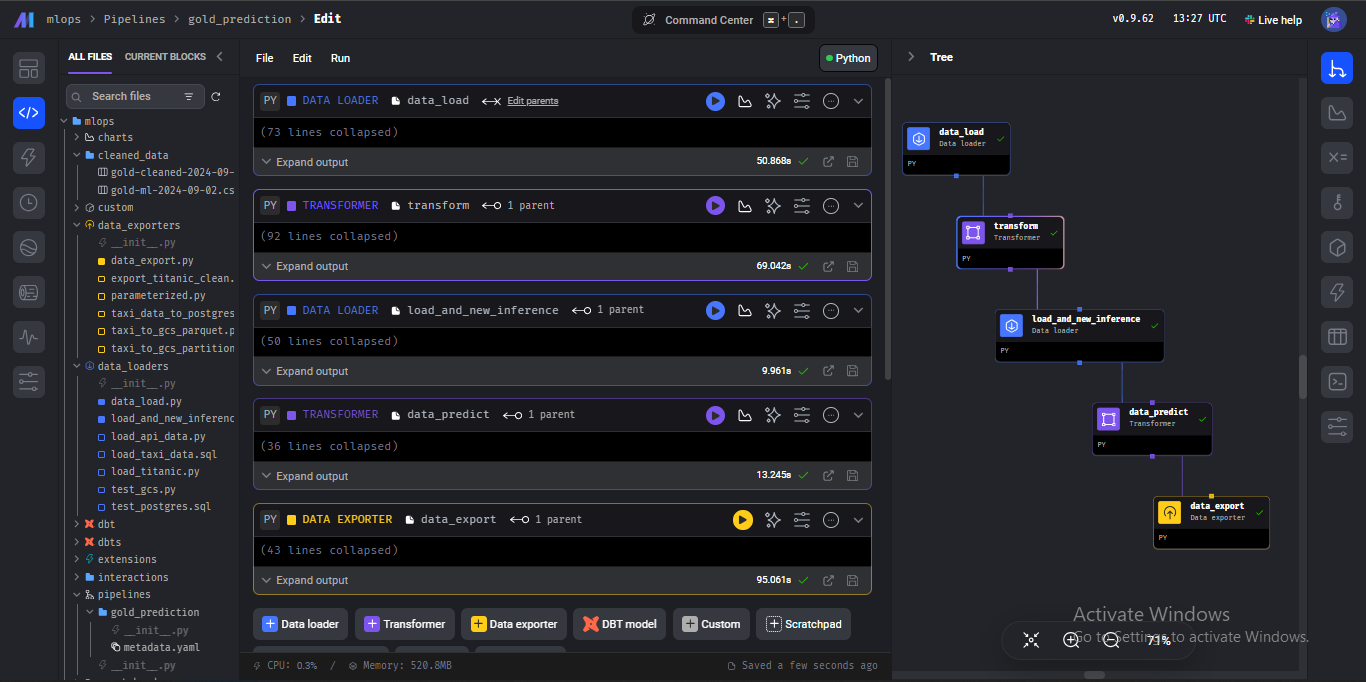 mlops > Pipelines > gold_prediction > Edit
Command Center ⌘ + .
v0.9.62 13:27 UTC Live help
ALL FILES CURRENT BLOCKS
Search files
mlops
charts
cleaned_data
gold-cleaned-2024-09-
gold-ml-2024-09-02.cs
custom
data_exporters
__init__.py
data_export.py
export_titanic_clean.
parameterized.py
taxi_data_to_postgres
taxi_to_gcs_parquet.p
taxi_to_gcs_partition
data_loaders
__init__.py
data_load.py
load_and_new_inferenc
load_api_data.py
load_taxi_data.sql
load_titanic.py
test_gcs.py
test_postgres.sql
dbt
dbts
extensions
interactions
pipelines
gold_prediction
__init__.py
metadata.yaml
__init__.py
File Edit Run
Python
PY DATA LOADER data_load Edit parents
(73 lines collapsed)
Expand output 50.868s
PY TRANSFORMER transform 1 parent
(92 lines collapsed)
Expand output 69.042s
PY DATA LOADER load_and_new_inference 1 parent
(50 lines collapsed)
Expand output 9.961s
PY TRANSFORMER data_predict 1 parent
(36 lines collapsed)
Expand output 13.245s
PY DATA EXPORTER data_export 1 parent
(43 lines collapsed)
Expand output 95.061s
Data loader Transformer Data exporter DBT model Custom Scratchpad
CPU: 0.3% / Memory: 520.8MB Saved a few seconds ago
Tree
data_load
Data loader
PY
transform
Transformer
PY
load_and_new_inference
Data loader
PY
data_predict
Transformer
PY
data_export
Data exporter
PY
Activate Windows
Go to Settings to activate Windows.